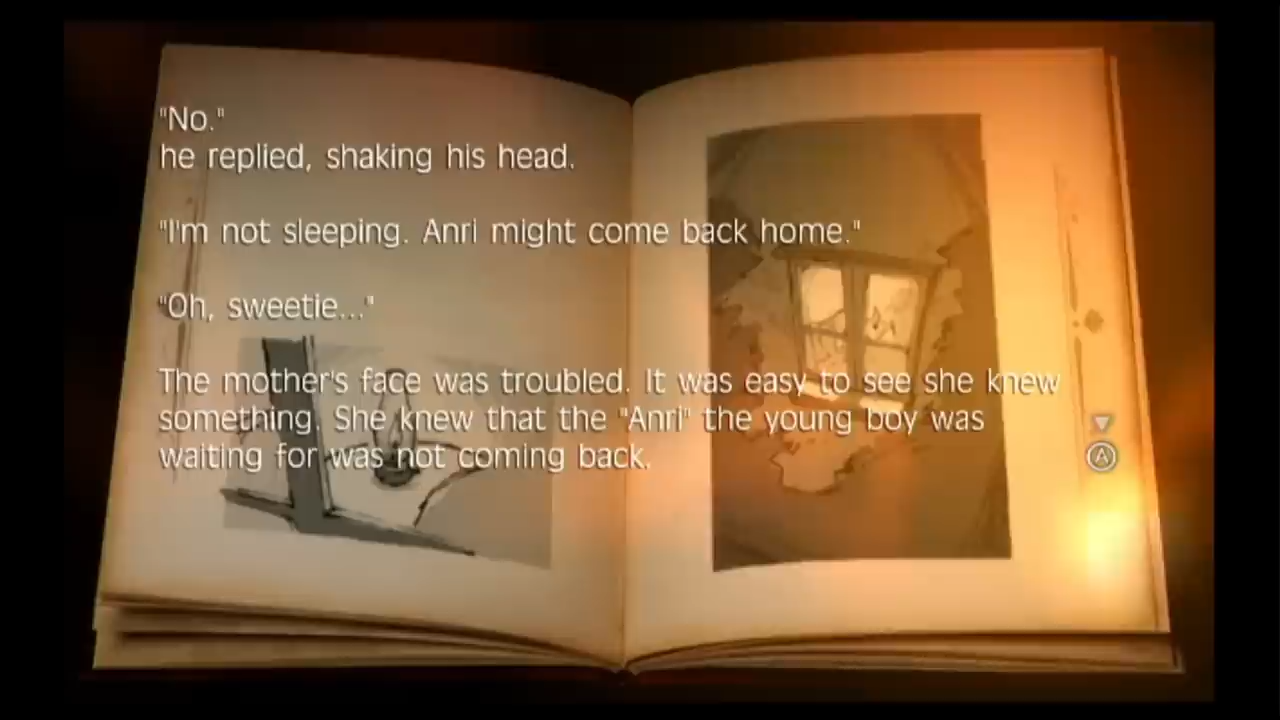 "No."
he replied, shaking his head.
"I'm not sleeping. Anri might come back home."
"Oh, sweetie..."
The mother's face was troubled. It was easy to see she knew
something. She knew that the "Anri" the young boy was
waiting for was not coming back.
A